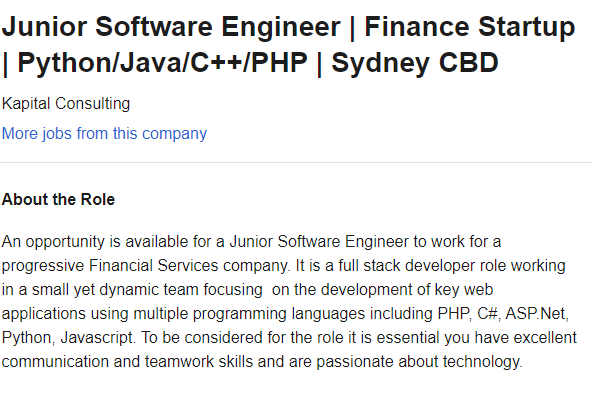 Junior Software Engineer | Finance Startup
| Python/Java/C++/PHP | Sydney CBD
Kapital Consulting
More jobs from this company
About the Role
An opportunity is available for a Junior Software Engineer to work for a
progressive Financial Services company. It is a full stack developer role working
in a small yet dynamic team focusing  on the development of key web
applications using multiple programming languages including PHP, C#, ASP.Net,
Python, Javascript. To be considered for the role it is essential you have excellent
communication and teamwork skills and are passionate about technology.